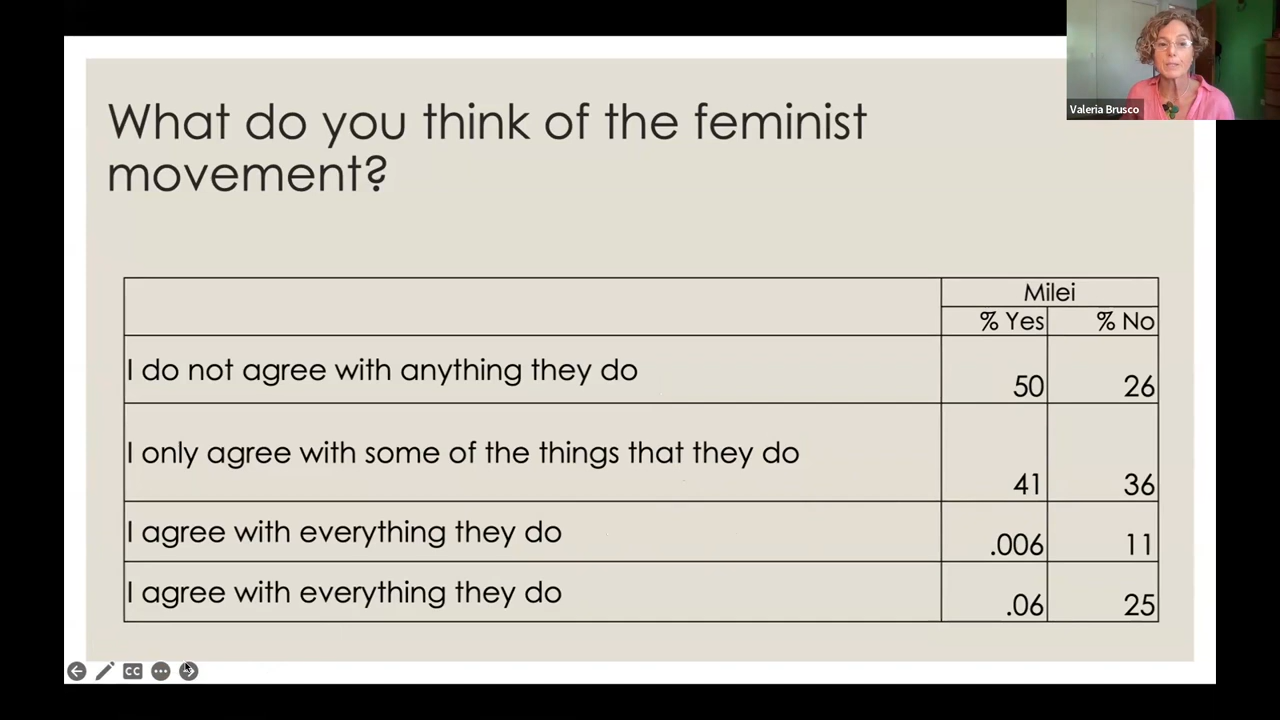 What do you think of the feminist
movement?
Valeria Brusco
Milei
% Yes % No
I do not agree with anything they do 50 26
I only agree with some of the things that they do 41 36
I agree with everything they do .006 11
I agree with everything they do .06 25
CC